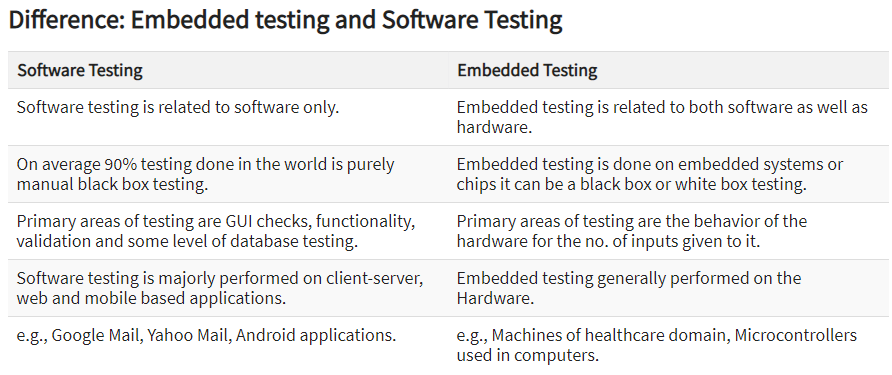 Difference: Embedded testing and Software Testing
Software Testing
Embedded Testing
Software testing is related to software only.
Embedded testing is related to both software as well as
hardware.
On average 90% testing done in the world is purely
manual black box testing.
Embedded testing is done on embedded systems or
chips it can be a black box or white box testing.
Primary areas of testing are GUI checks, functionality,
validation and some level of database testing.
Primary areas of testing are the behavior of the
hardware for the no. of inputs given to it.
Software testing is majorly performed on client-server,
web and mobile based applications.
Embedded testing generally performed on the
Hardware.
e.g., Google Mail, Yahoo Mail, Android applications.
e.g., Machines of healthcare domain, Microcontrollers
used in computers.